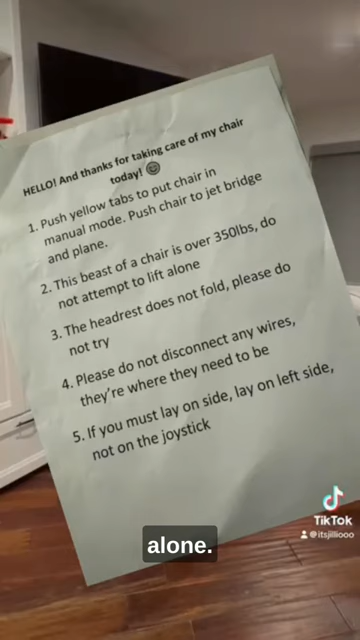 HELLO! And thanks for taking care of my chair
today! 😊
1. Push yellow tabs to put chair in
manual mode. Push chair to jet bridge
and plane.
2. This beast of a chair is over 350lbs, do
not attempt to lift alone
3. The headrest does not fold, please do
not try
4. Please do not disconnect any wires,
they're where they need to be
5. If you must lay on side, lay on left side,
not on the joystick
alone.
TikTok
@itsjilliooo